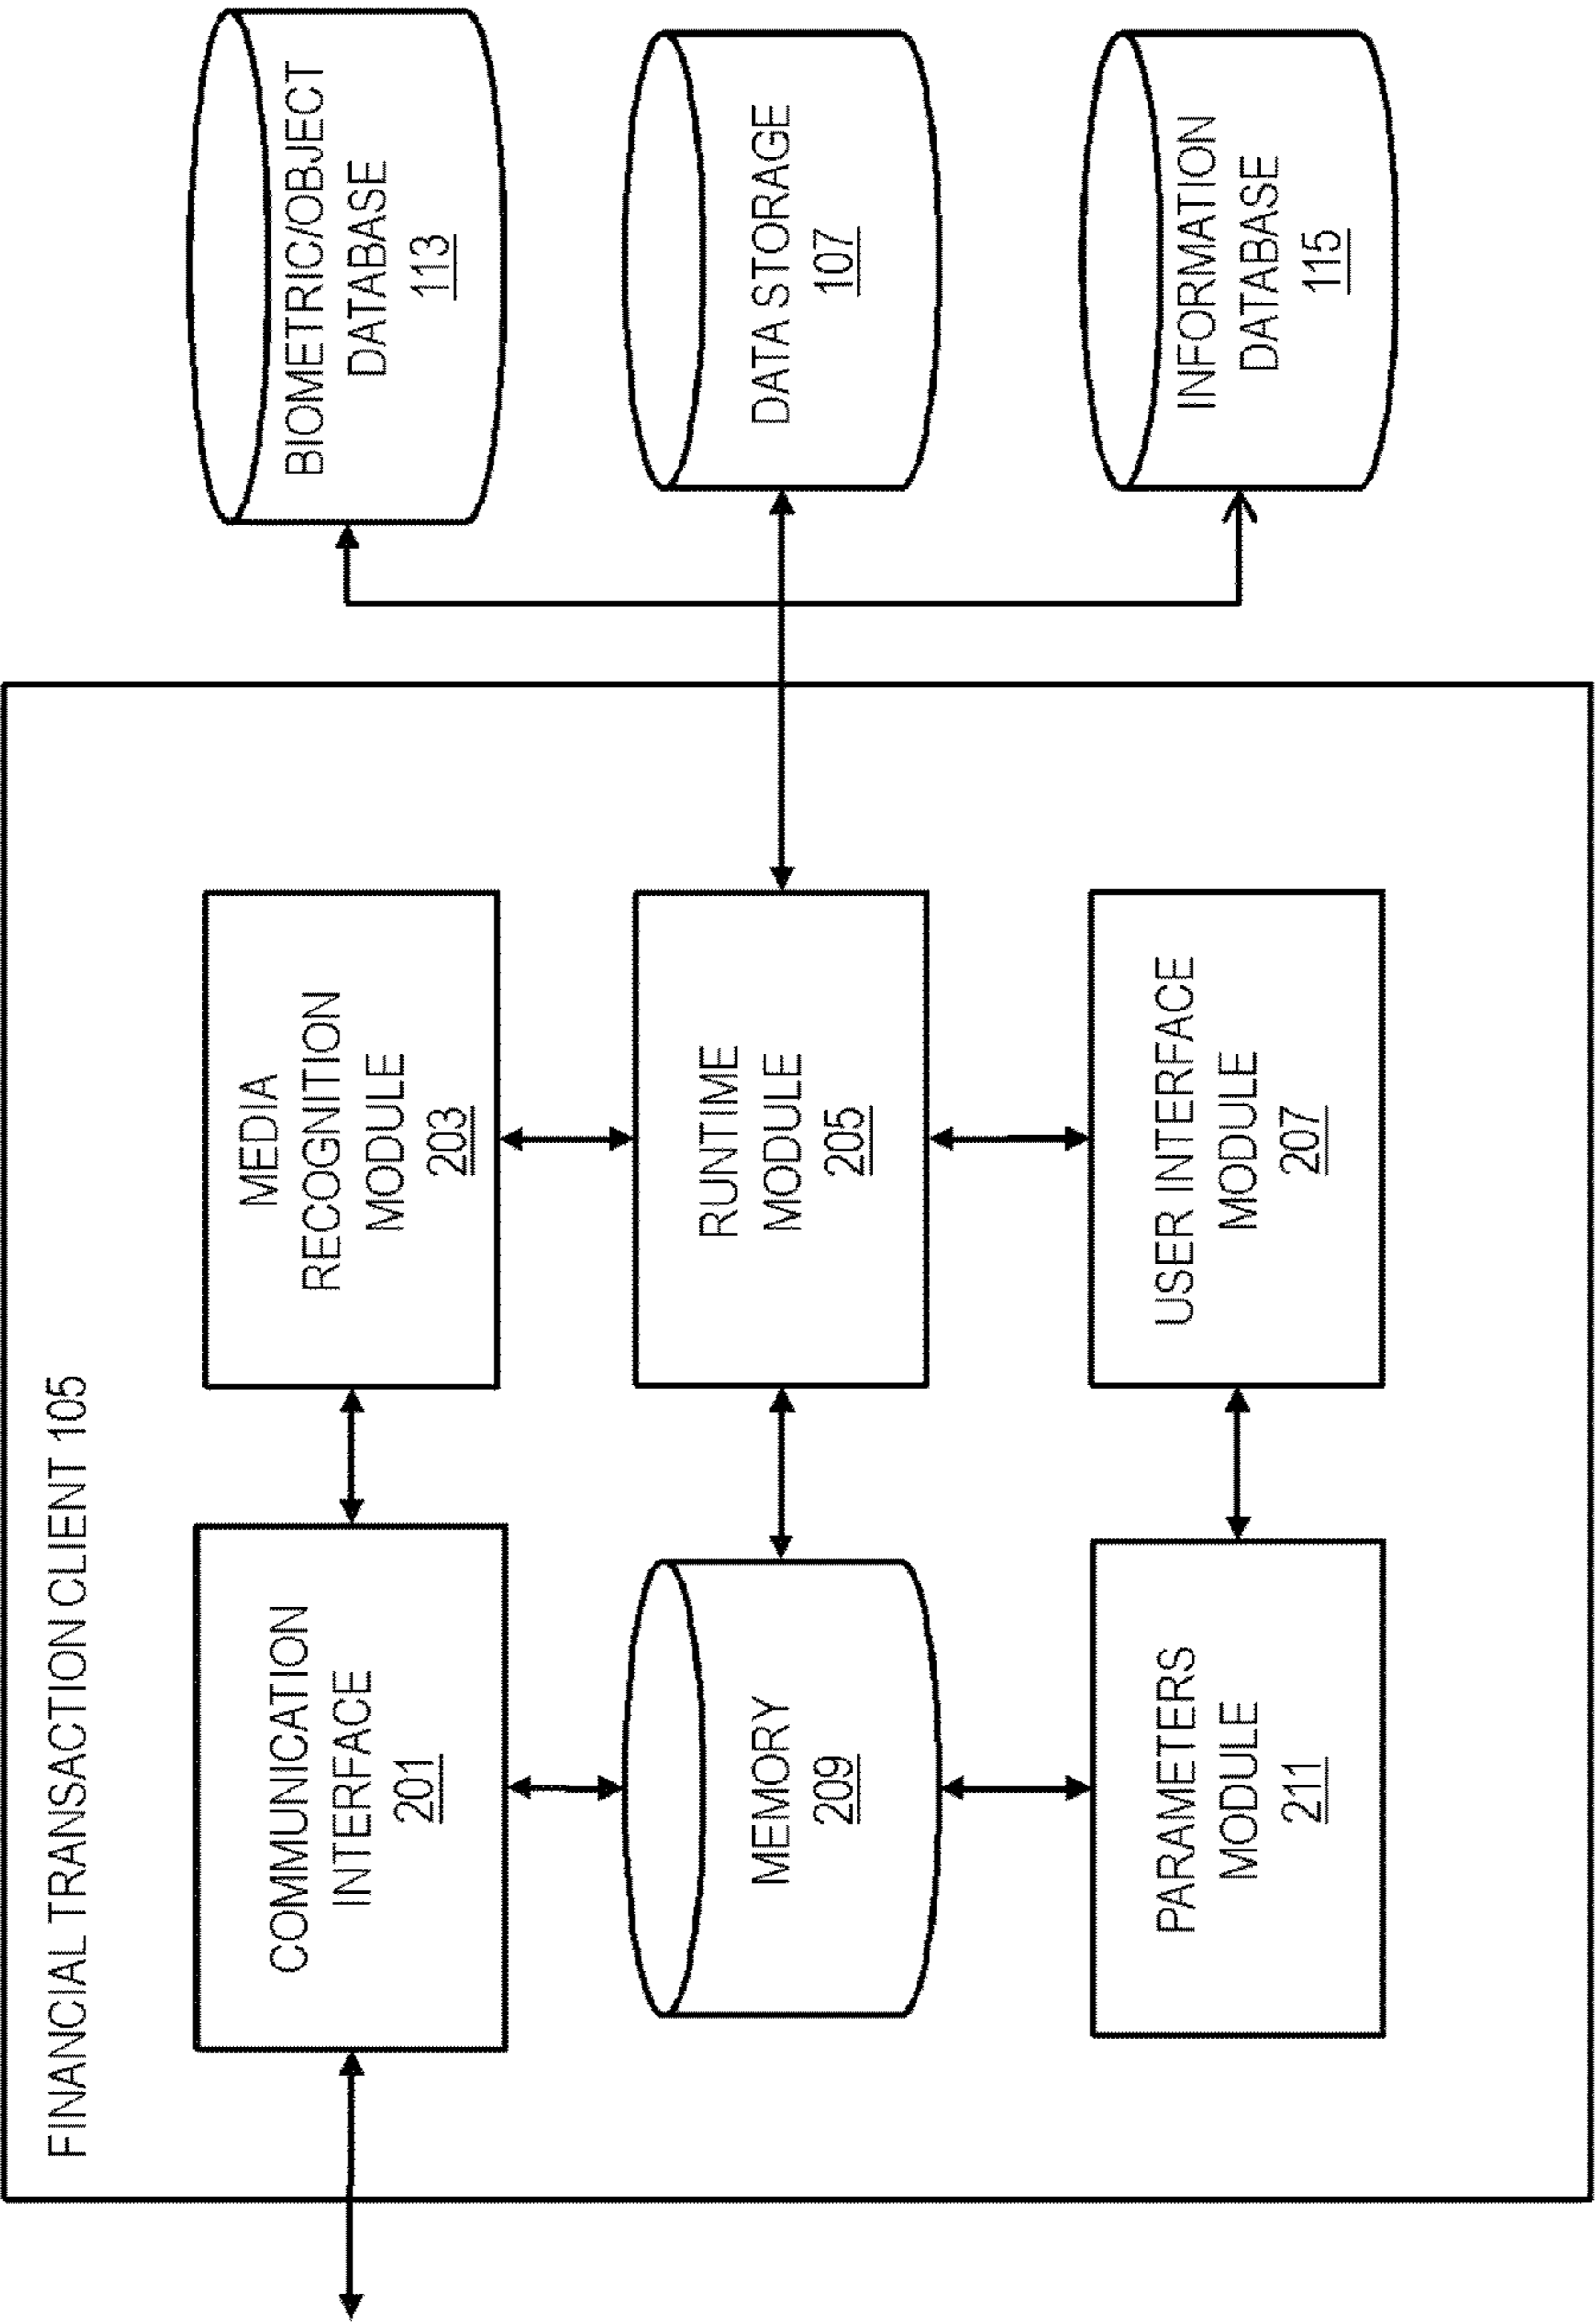 FINANCIAL TRANSACTION CLIENT 105
COMMUNICATION
INTERFACE
201
MEDIA
RECOGNITION
MODULE
203
BIOMETRIC/OBJECT
DATABASE
113
MEMORY
209
RUNTIME
MODULE
205
DATA STORAGE
107
PARAMETERS
MODULE
211
USER INTERFACE
MODULE
207
INFORMATION
DATABASE
115